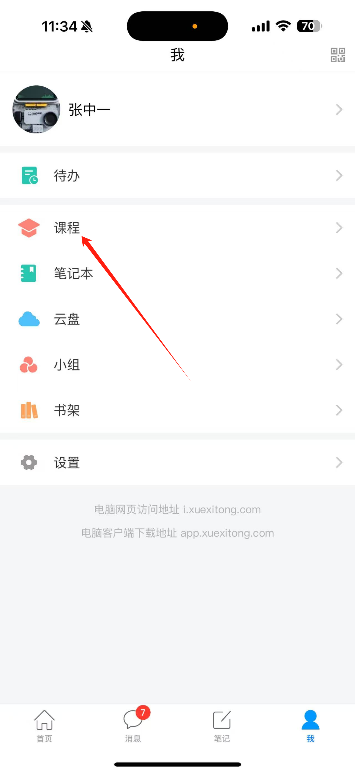 11:34
70
我
张中一
待办
课程
笔记本
云盘
小组
书架
设置
电脑网页访问地址 i.xuexitong.com
电脑客户端下载地址 app.xuexitong.com
7
首页
消息
笔记
我